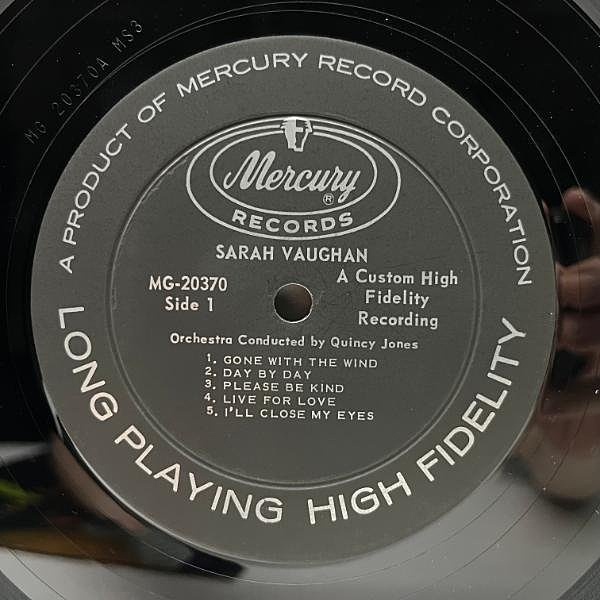 MG 20370A MS3
A PRODUCT OF MERCURY RECORD CORPORATION
Mercury
®
RECORDS
SARAH VAUGHAN
MG-20370
Side 1
A Custom High
Fidelity
Recording
Orchestra Conducted by Quincy Jones
1. GONE WITH THE WIND
2. DAY BY DAY
3. PLEASE BE KIND
4. LIVE FOR LOVE
5. I'LL CLOSE MY EYES
LONG PLAYING HIGH FIDELITY